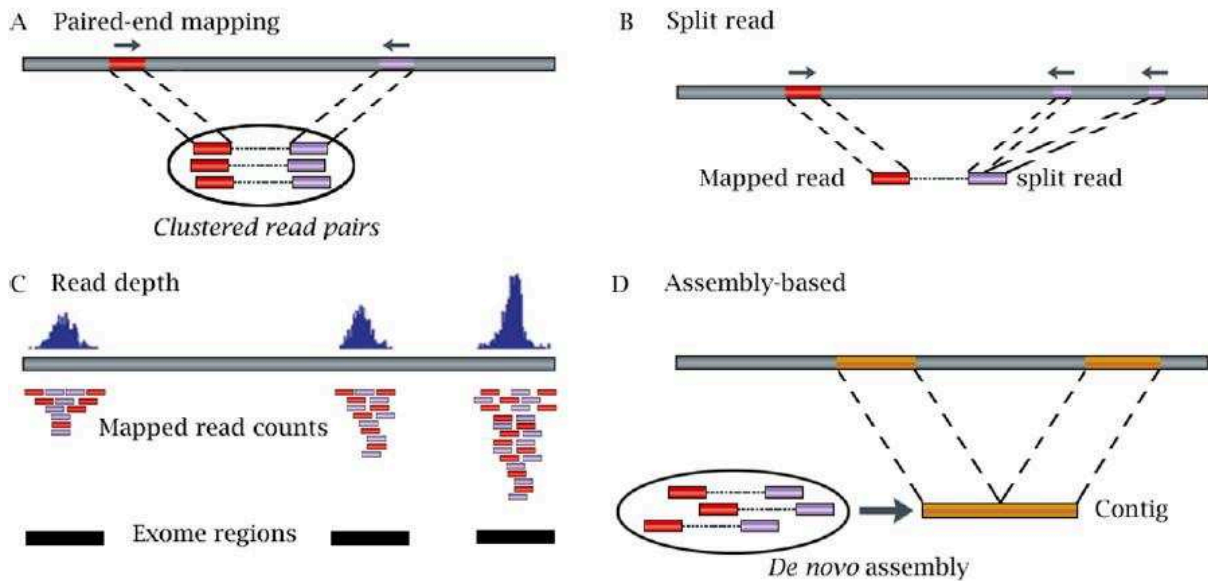 A Paired-end mapping
Clustered read pairs
B Split read
Mapped read
split read
C Read depth
Mapped read counts
Exome regions
D Assembly-based
Contig
De novo assembly